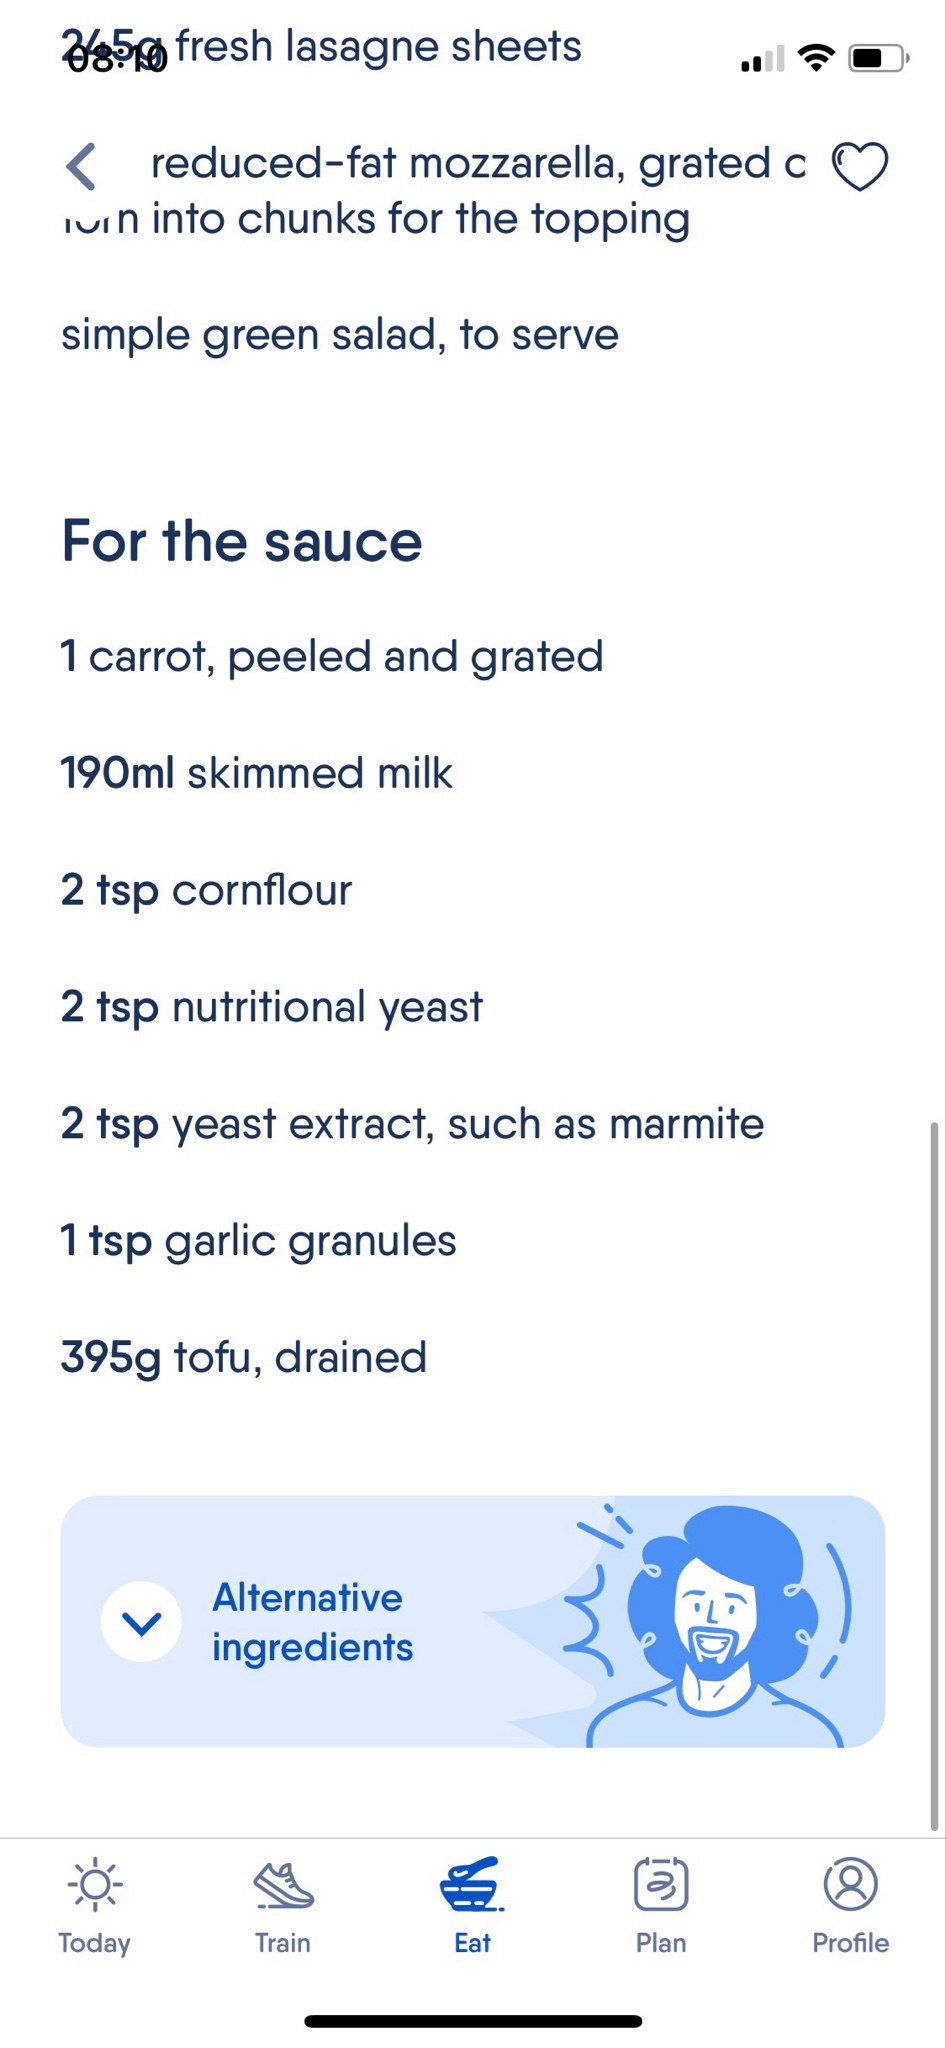 245g fresh lasagne sheets
08:10
reduced-fat mozzarella, grated
torn into chunks for the topping
simple green salad, to serve
For the sauce
1 carrot, peeled and grated
190ml skimmed milk
2 tsp cornflour
2 tsp nutritional yeast
2 tsp yeast extract, such as marmite
1 tsp garlic granules
395g tofu, drained
Alternative
ingredients
Today
Train
Eat
Plan
Profile